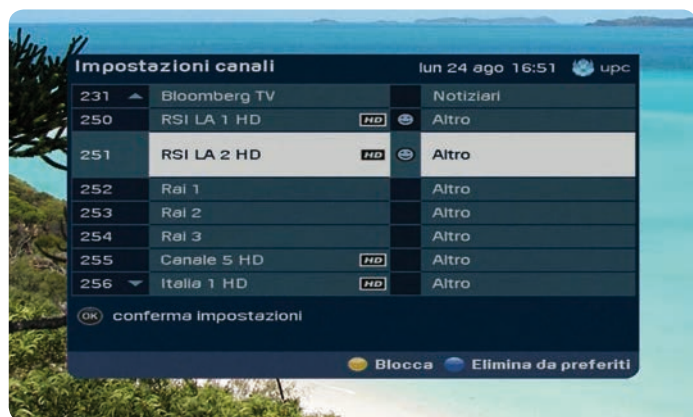 Impostazioni canali lun 24 ago 16:51 upc
231 Bloomberg TV Notiziari
250 RSI LA 1 HD HD Altro
251 RSI LA 2 HD HD Altro
252 Rai 1 Altro
253 Rai 2 Altro
254 Rai 3 Altro
255 Canale 5 HD HD Altro
256 Italia 1 HD HD Altro
OK conferma impostazioni
Blocca Elimina da preferiti